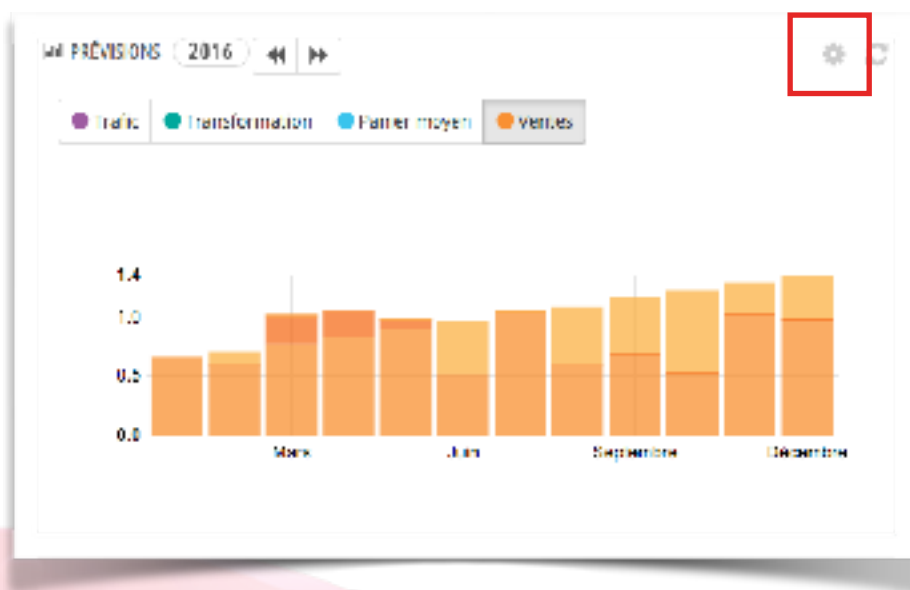 PRÉVISIONS 2016
Trafic Transformation Panier moyen Ventes
1.4
1.0
0.5
0.0
Mars Juin Septembre Décembre